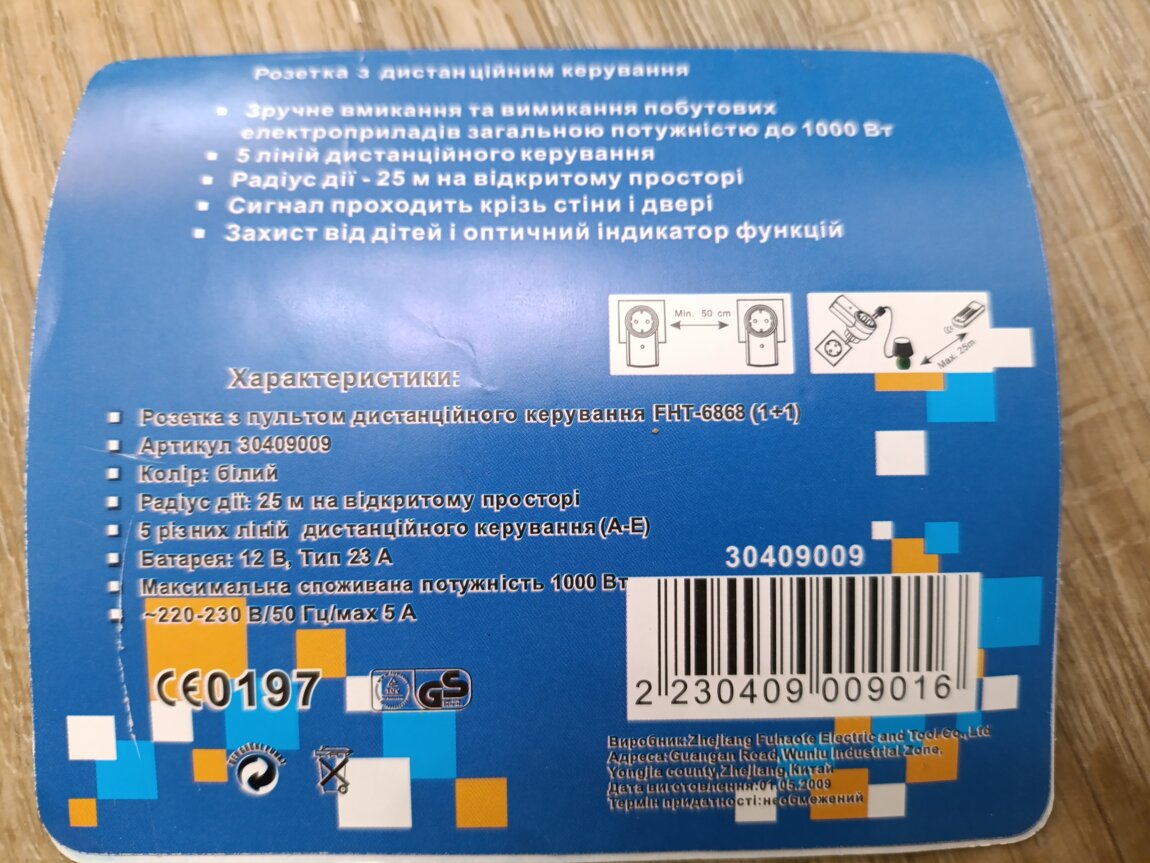 Розетка з дистанційним керування
Зручне вмикання та вимикання побутових
електроприладів загальною потужністю до 1000 Вт
5 ліній дистанційного керування
Радіус дії - 25 м на відкритому просторі
Сигнал проходить крізь стіни і двері
Захист від дітей і оптичний індикатор функцій
Min. 50 cm
Max. 25m
Характеристики:
Розетка з пультом дистанційного керування FHT-6868 (1+1)
Артикул 30409009
Колір: білий
Радіус дії: 25 м на відкритому просторі
5 різних ліній дистанційного керування (A-E)
Батарея: 12 В, Тип 23 А
Максимальна споживана потужність 1000 Вт
~220-230 В/50 Гц/max 5 А
30409009
2 230409 009016
CE0197
GS
Виробник:Zhejiang Fuhaote Electric and Tool Co.,Ltd
Адреса:Guangan Road,Wuniu Industrial Zone,
Yongjia county,Zhejiang,Китай
Дата виготовлення:01.05.2009
Термін придатності:необмежений